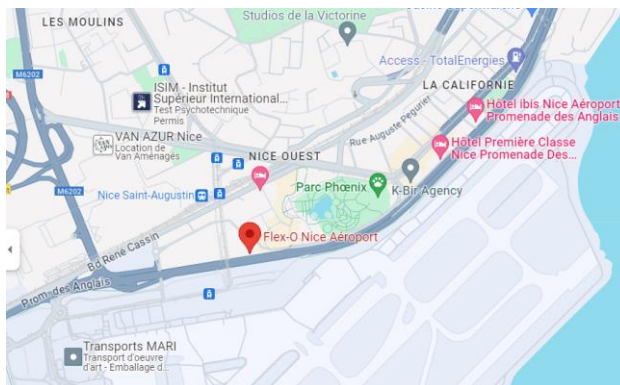 Studios de la Victorine
LES MOULINS
M6202
Access - TotalEnergies
ISIM - Institut
Supérieur International...
Test Psychotechnique
Permis
LA CALIFORNIE
Hôtel ibis Nice Aéroport
Promenade des Anglais
VAN AZUR Nice
Location de
Van Aménagés
Rue Auguste Pegurier
Hôtel Première Classe
Nice Promenade Des...
NICE OUEST
Parc Phœnix
K-Bir Agency
M6202
Nice Saint-Augustin
Flex-O Nice Aéroport
Bd René Cassin
Prom. des Anglais
Transports MARI
Transport d'oeuvre
d'art - Emballage d...